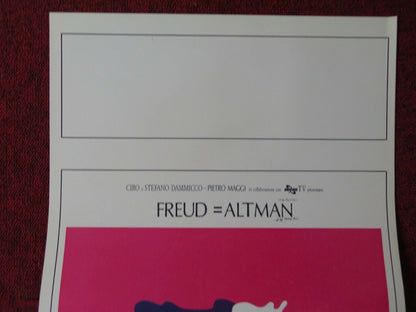 CIRO e STEFANO DAMMICCO - PIETRO MAGGI in collaborazione con TV presentano
FREUD = ALTMAN